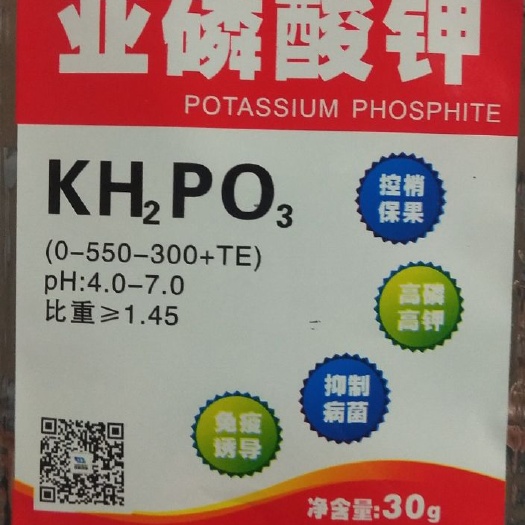 亚磷酸钾
POTASSIUM PHOSPHITE
KH₂PO₃
(0-550-300+TE)
pH:4.0-7.0
比重≥1.45
控梢
保果
高磷
高钾
抑制
病菌
免疫
诱导
净含量:30g